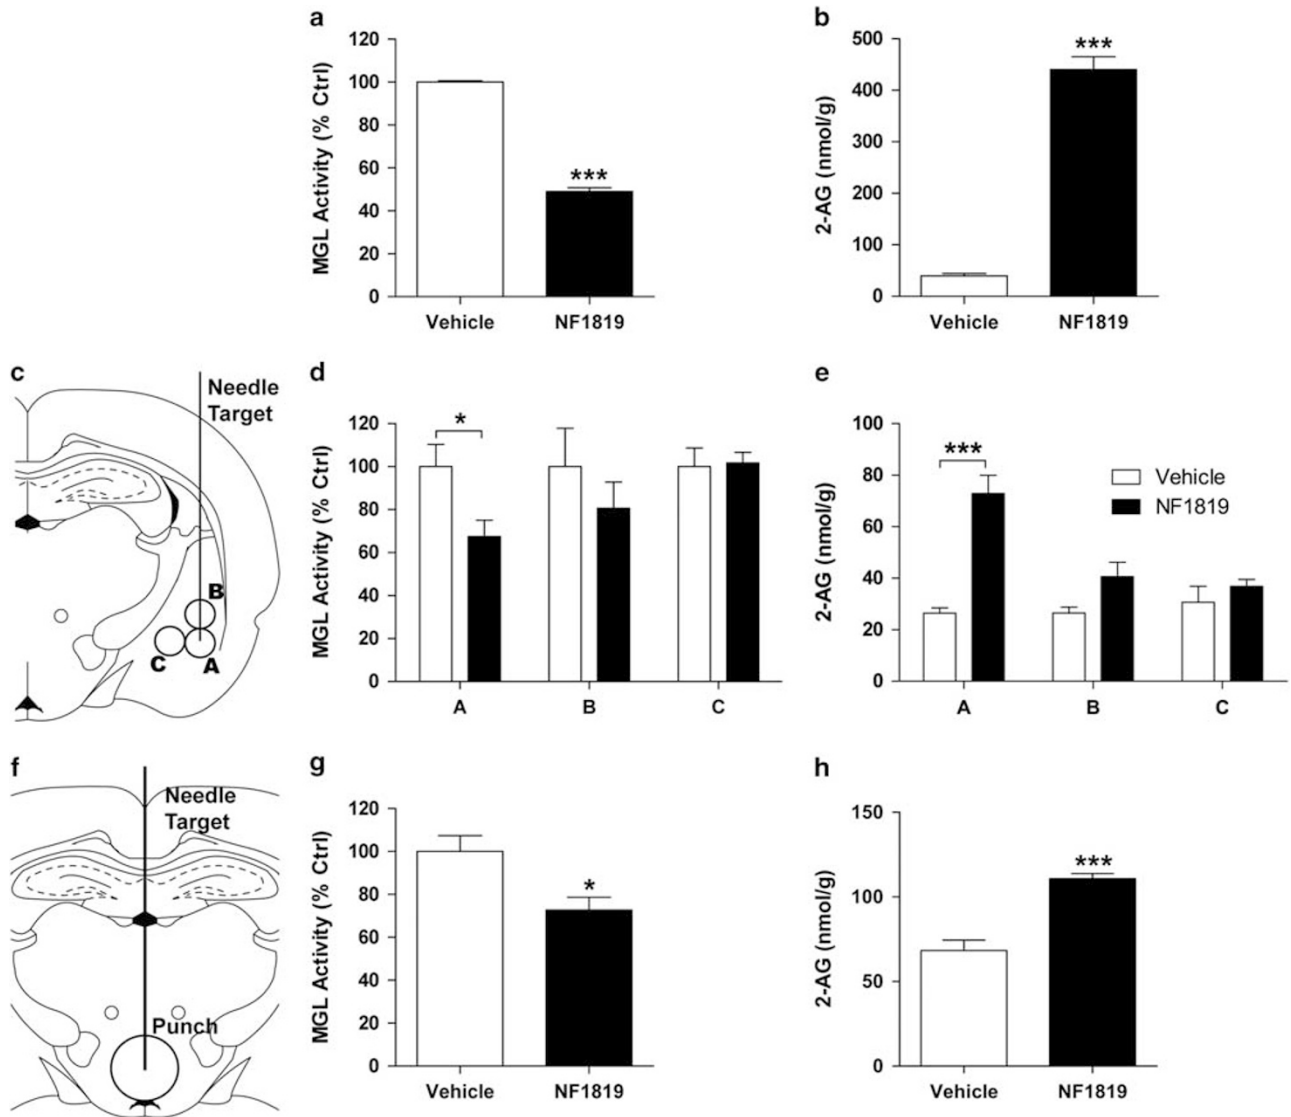 a
120
100
80
60
40
20
0
MGL Activity (% Ctrl)
***
Vehicle
NF1819
b
500
400
300
200
100
0
2-AG (nmol/g)
***
Vehicle
NF1819
c
Needle
Target
B
C
A
d
120
100
80
60
40
20
0
MGL Activity (% Ctrl)
*
A
B
C
e
100
80
60
40
20
0
2-AG (nmol/g)
***
Vehicle
NF1819
A
B
C
f
Needle
Target
Punch
g
120
100
80
60
40
20
0
MGL Activity (% Ctrl)
*
Vehicle
NF1819
h
150
100
50
0
2-AG (nmol/g)
***
Vehicle
NF1819